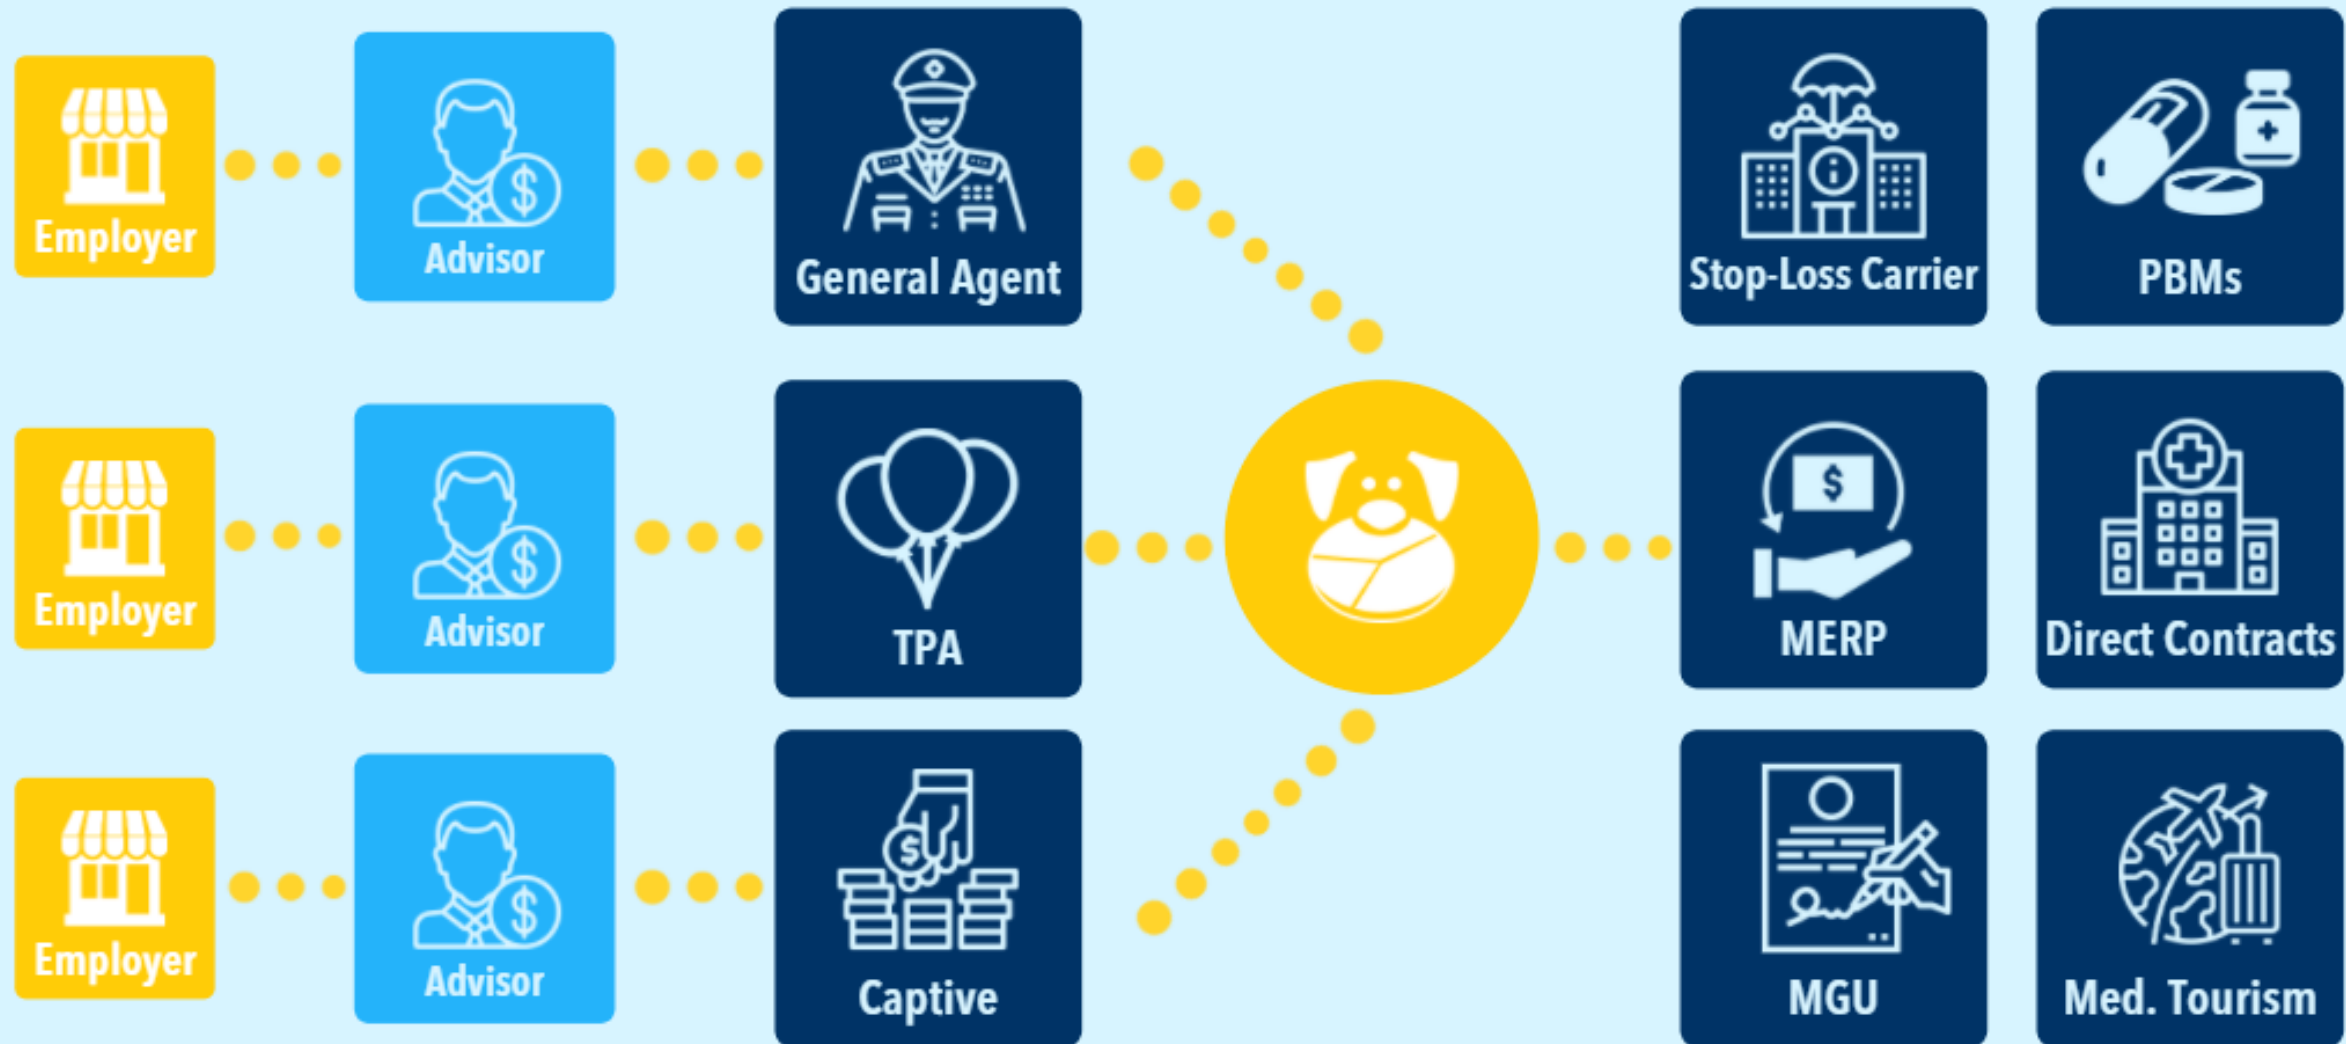 Employer
Advisor
General Agent
Stop-Loss Carrier
PBMs
Employer
Advisor
TPA
MERP
Direct Contracts
Employer
Advisor
Captive
MGU
Med. Tourism